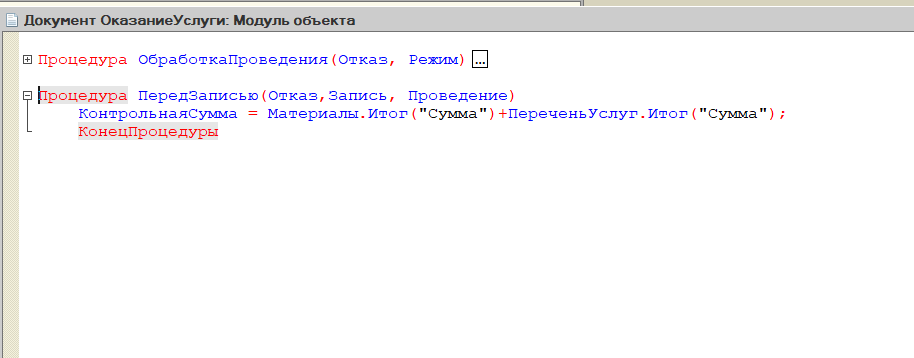 Документ ОказаниеУслуги: Модуль объекта
Процедура ОбработкаПроведения(Отказ, Режим) ...
Процедура ПередЗаписью(Отказ,Запись, Проведение)
КонтрольнаяСумма = Материалы.Итог("Сумма")+ПереченьУслуг.Итог("Сумма");
КонецПроцедуры